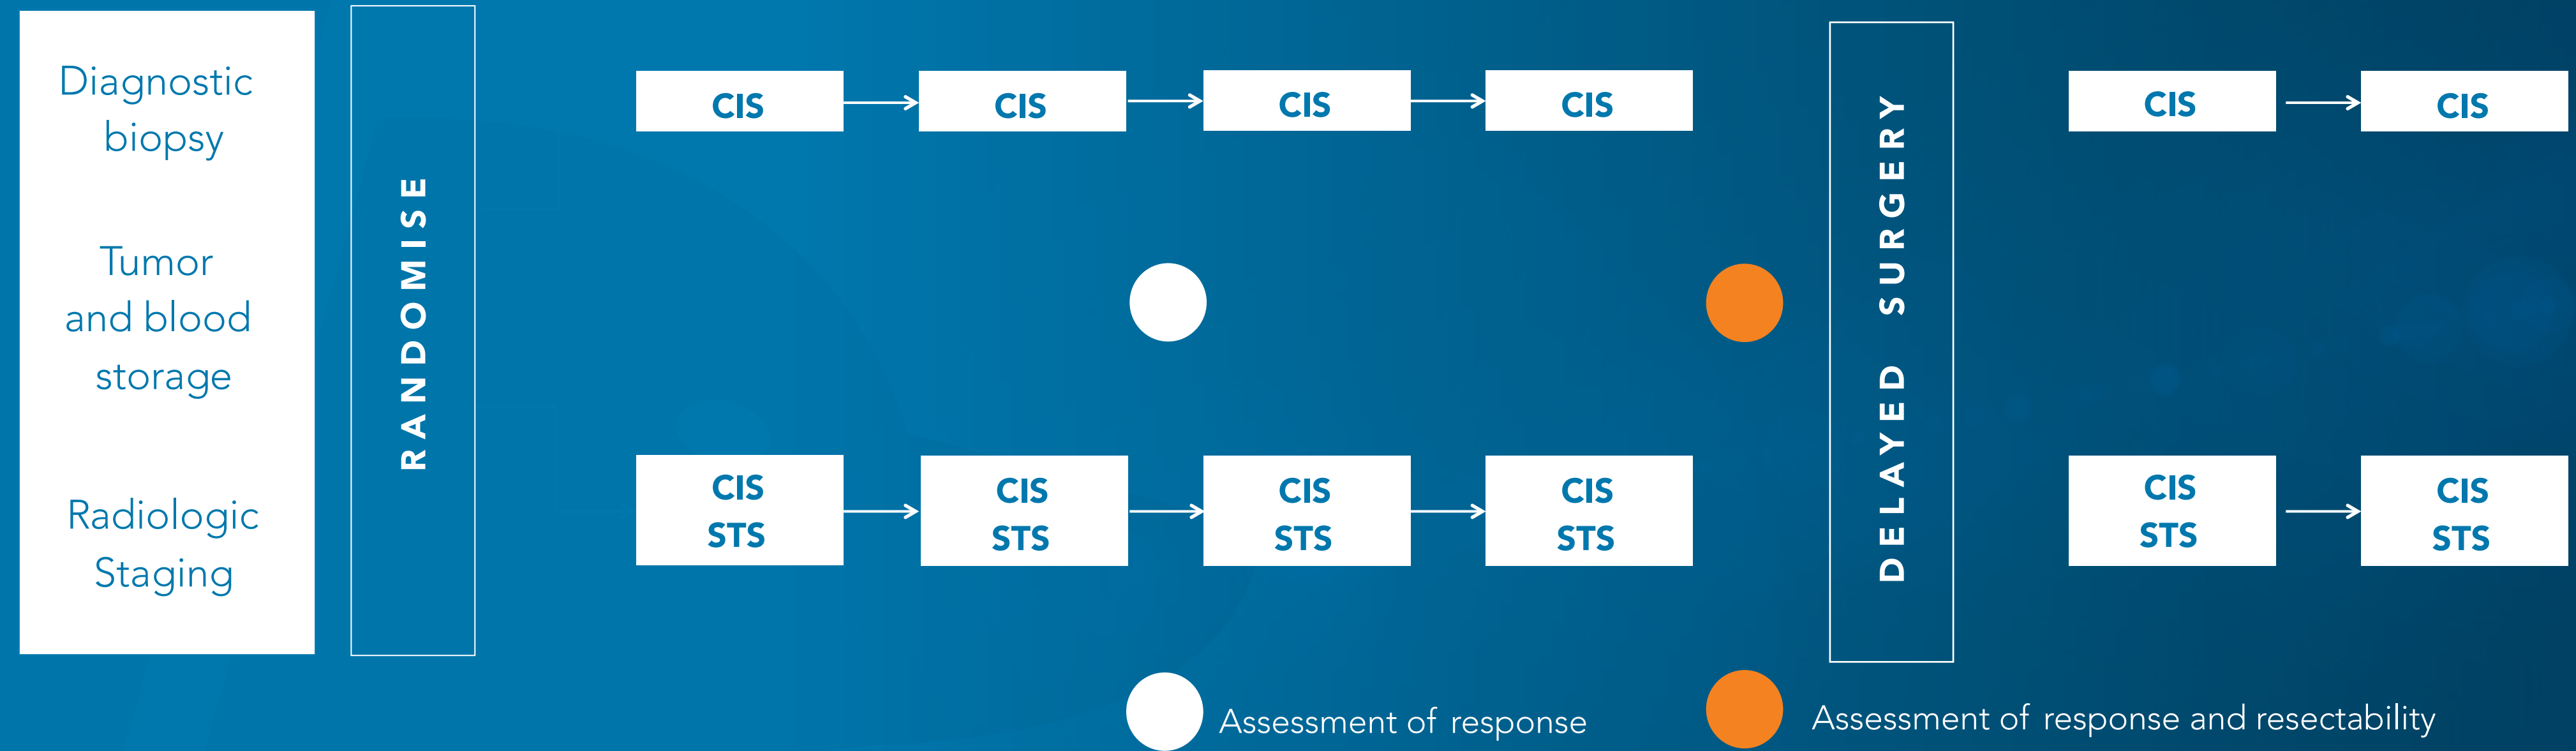 Diagnostic
biopsy
Tumor
and blood
storage
Radiologic
Staging
RANDOMISE
CIS
CIS
CIS
CIS
CIS
STS
CIS
STS
CIS
STS
CIS
STS
DELAYED SURGERY
CIS
CIS
CIS
STS
CIS
STS
Assessment of response
Assessment of response and resectability